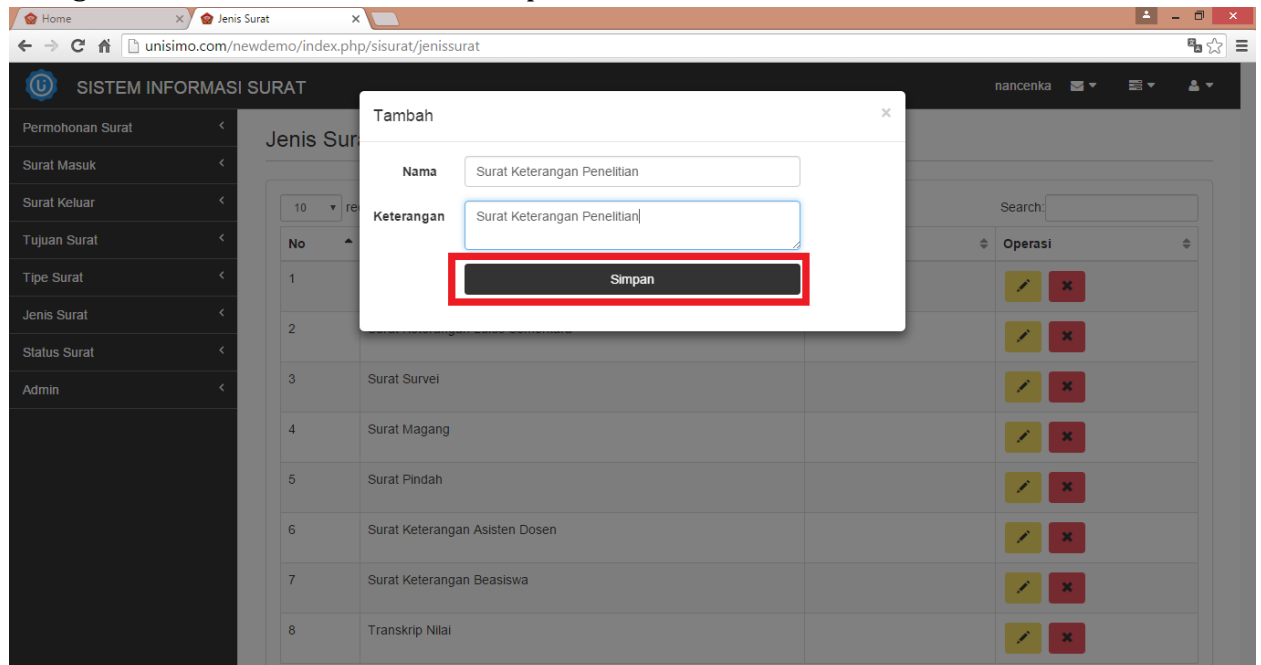 Home
Jenis Surat
unisimo.com/newdemo/index.php/sisurat/jenissurat
SISTEM INFORMASI SURAT
nancenka
Tambah
Permohonan Surat
Surat Masuk
Surat Keluar
Tujuan Surat
Tipe Surat
Jenis Surat
Status Surat
Admin
Jenis Sur
Nama Surat Keterangan Penelitian
Keterangan Surat Keterangan Penelitian
Simpan
10 re
Search:
No Operasi
1
2
3 Surat Survei
4 Surat Magang
5 Surat Pindah
6 Surat Keterangan Asisten Dosen
7 Surat Keterangan Beasiswa
8 Transkrip Nilai